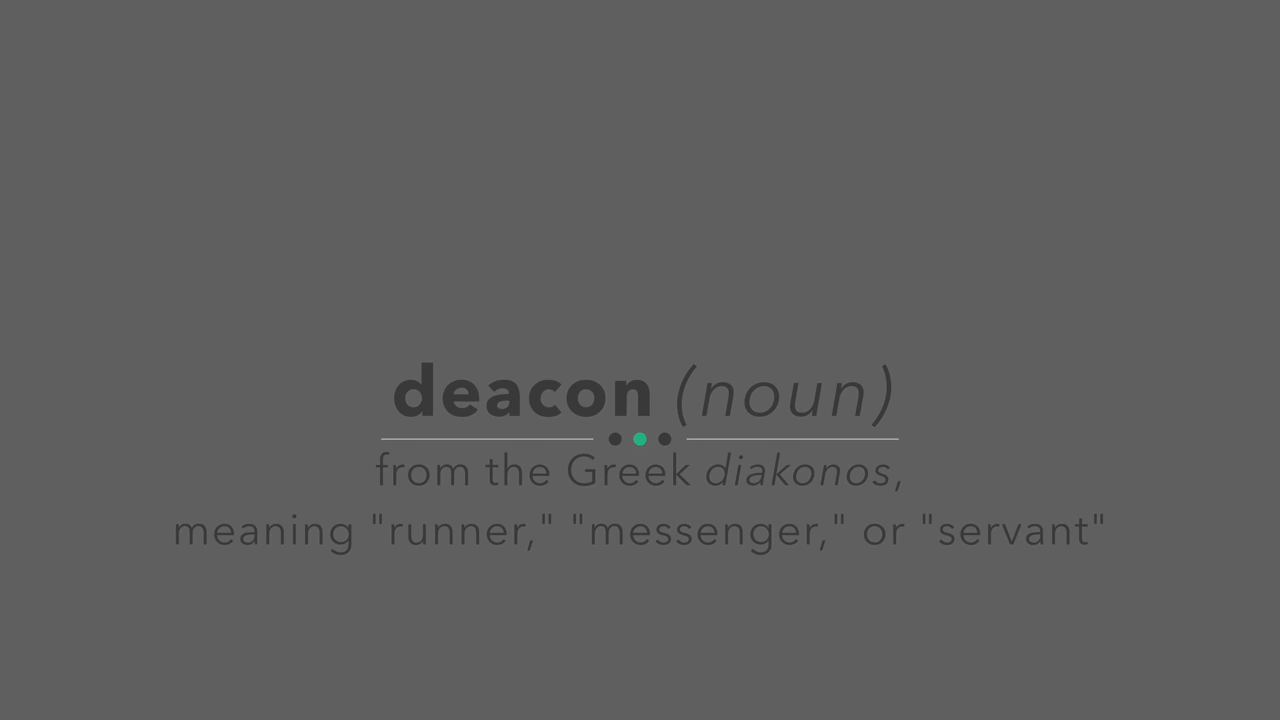 deacon (noun)
from the Greek diakonos,
meaning "runner," "messenger," or "servant"